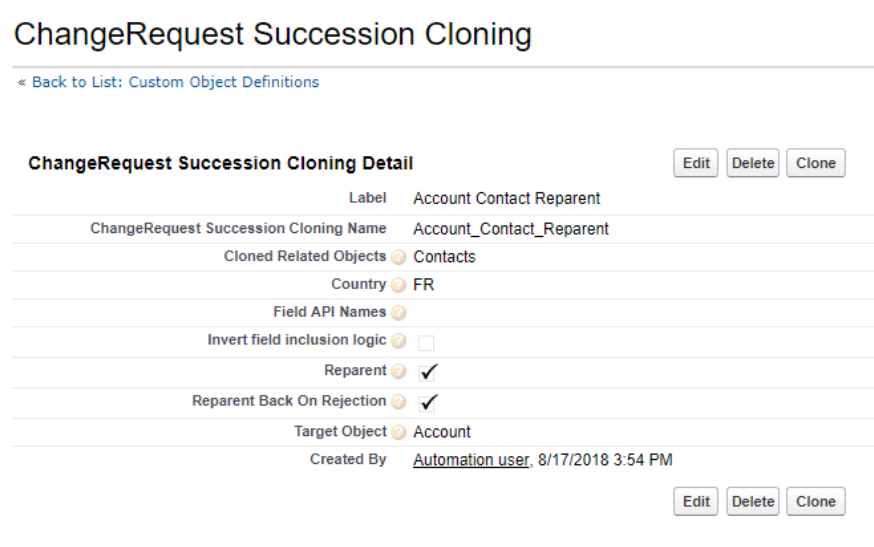 ChangeRequest Succession Cloning
« Back to List: Custom Object Definitions
ChangeRequest Succession Cloning Detail Edit Delete Clone
Label Account Contact Reparent
ChangeRequest Succession Cloning Name Account_Contact_Reparent
Cloned Related Objects ? Contacts
Country ? FR
Field API Names ?
Invert field inclusion logic ?
Reparent ? ✓
Reparent Back On Rejection ? ✓
Target Object ? Account
Created By Automation user, 8/17/2018 3:54 PM
Edit Delete Clone